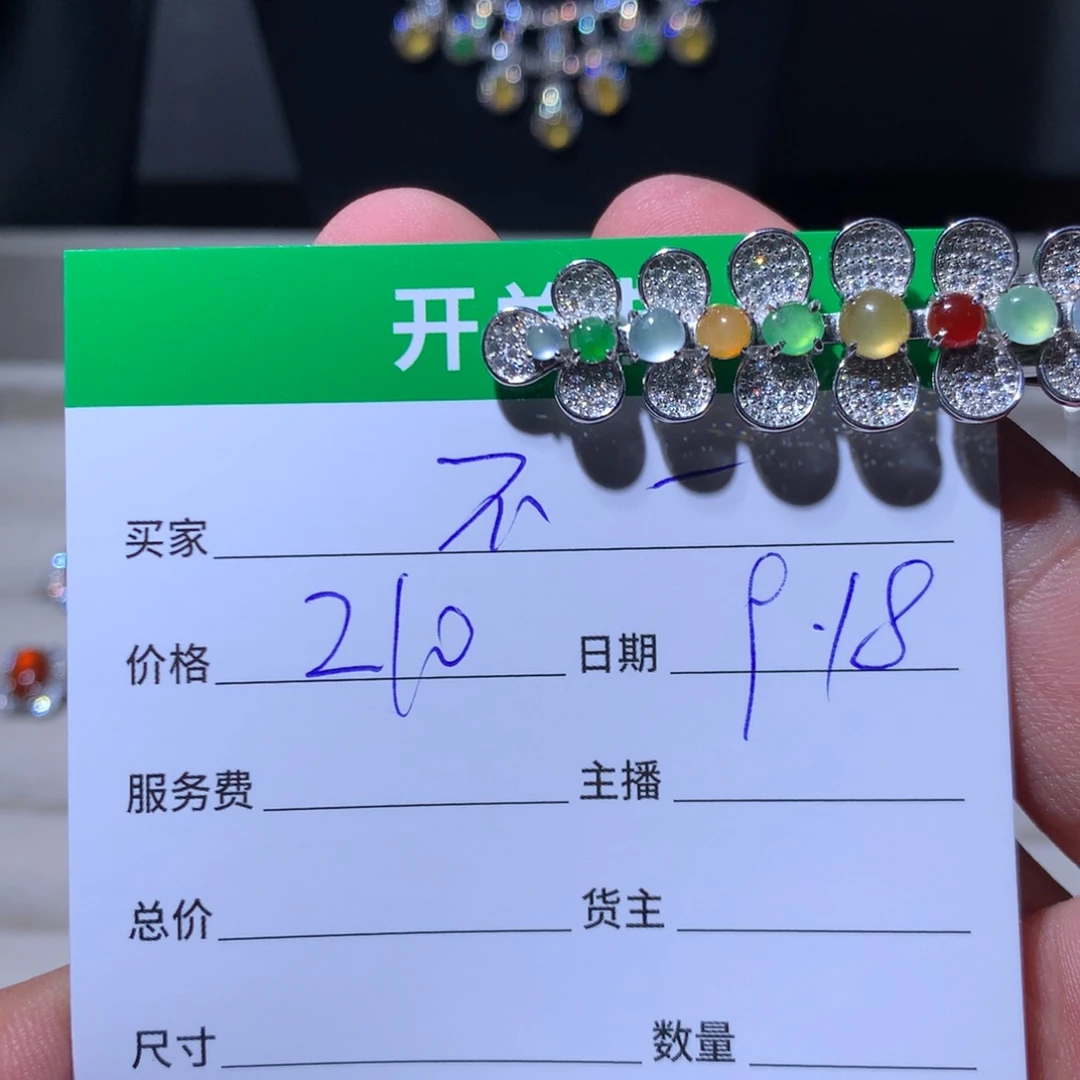 开单
买家 不一
价格 210 日期 9.18
服务费 主播
总价 货主
尺寸 数量